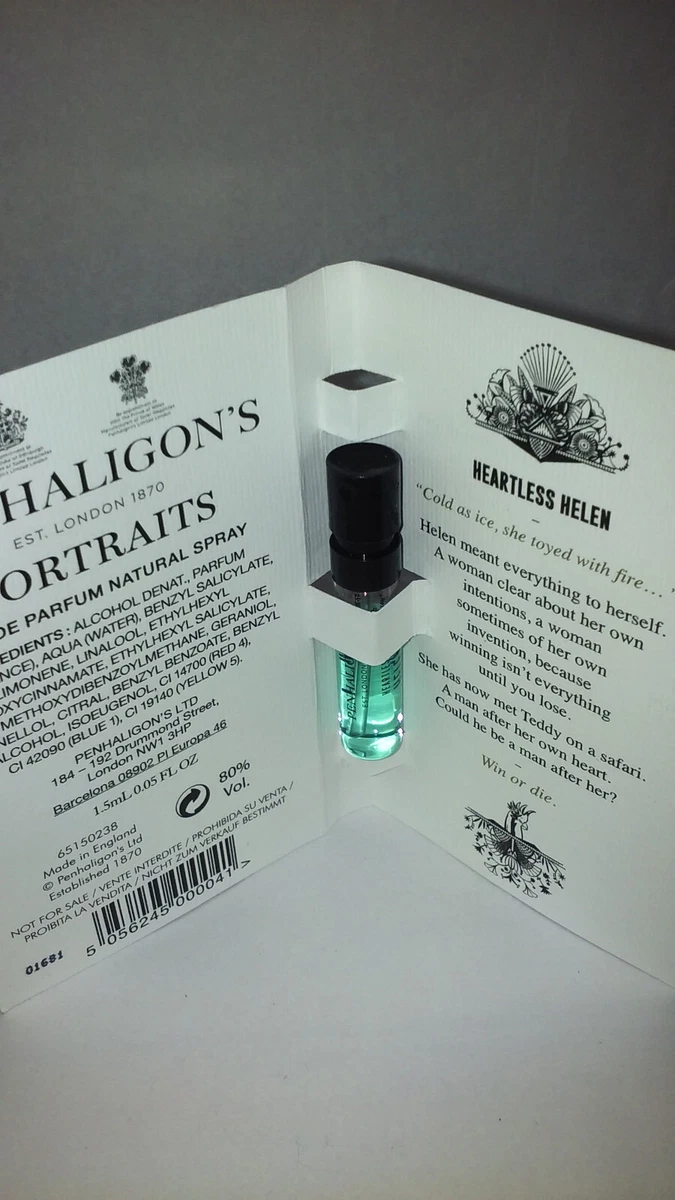 HALIGON'S
EST. LONDON 1870
ORTRAITS
DE PARFUM NATURAL SPRAY
EDIENTS : ALCOHOL DENAT., PARFUM
NCE), AQUA (WATER), BENZYL SALICYLATE,
LIMONENE, LINALOOL, ETHYLHEXYL
OXYCINNAMATE, ETHYLHEXYL SALICYLATE,
METHOXYDIBENZOYLMETHANE, GERANIOL,
NELLOL, CITRAL, BENZYL BENZOATE, BENZYL
ALCOHOL, ISOEUGENOL, CI 14700 (RED 4),
CI 42090 (BLUE 1), CI 19140 (YELLOW 5).
PENHALIGON'S LTD
184 – 192 Drummond Street,
London NW1 3HP
Barcelona 08902 Pl Europa 46
1.5mL 0.05 FL OZ
80%
Vol.
65150238
Made in England
© Penhaligon's Ltd
Established 1870
NOT FOR SALE / VENTE INTERDITE / PROHIBIDA SU VENTA /
PROIBITA LA VENDITA / NICHT ZUM VERKAUF BESTIMMT
5 056245 000041 >
01681
PENHALIG
EST. LONDON
HEARTLESS
HEARTLESS HELEN
"Cold as ice, she toyed with fire… "
–
Helen meant everything to herself.
A woman clear about her own
intentions, a woman
sometimes of her own
invention, because
winning isn't everything
until you lose.
She has now met Teddy on a safari.
A man after her own heart.
Could he be a man after her?
–
Win or die.